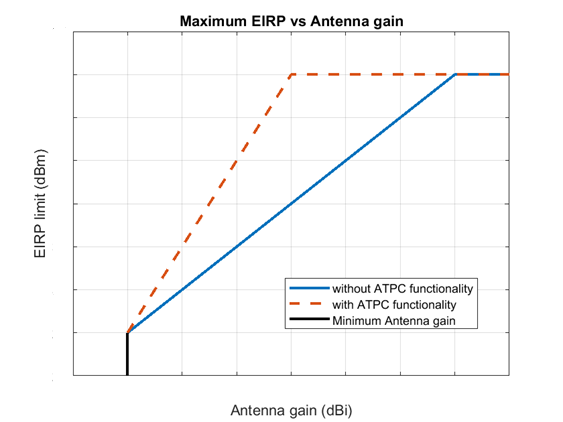 Maximum EIRP vs Antenna gain
EIRP limit (dBm)
without ATPC functionality
with ATPC functionality
Minimum Antenna gain
Antenna gain (dBi)